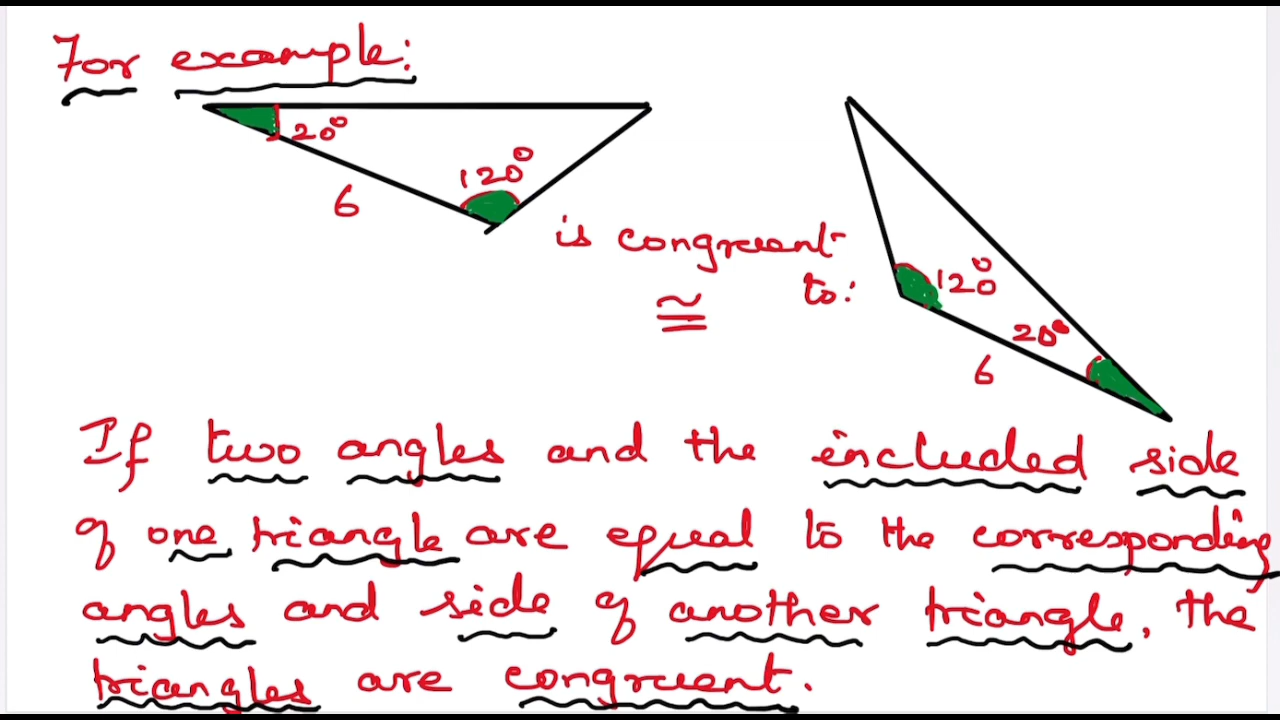 For example:
20°
120°
6
is congruent
to:
≅
120°
20°
6
If two angles and the included side
of one triangle are equal to the corresponding
angles and side of another triangle, the
triangles are congruent.